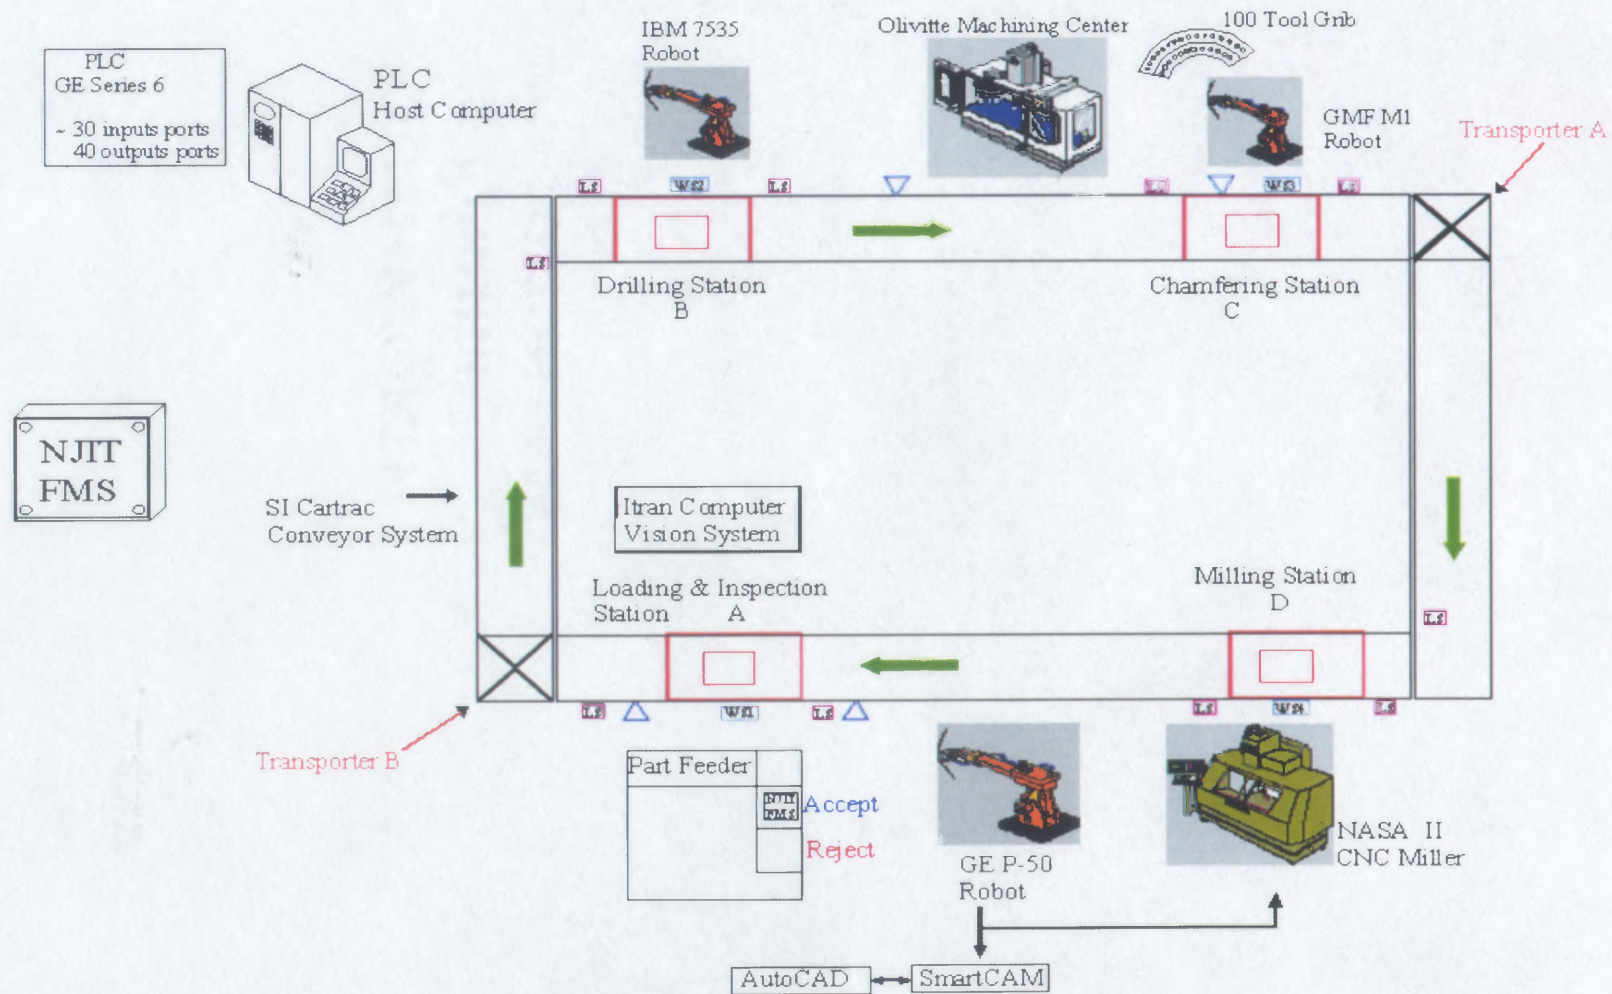 PLC
GE Series 6
~ 30 inputs ports
40 outputs ports
PLC
Host Computer
IBM 7535
Robot
Olivitte Machining Center
100 Tool Grib
GMF M1
Robot
Transporter A
LS
WS2
LS
LS
WS3
LS
LS
Drilling Station
B
Chamfering Station
C
NJIT
FMS
SI Cartrac
Conveyor System
Itran Computer
Vision System
Loading & Inspection
Station A
Milling Station
D
LS
LS
WS1
LS
LS
WS4
LS
Transporter B
Part Feeder
NJIT
FMS
Accept
Reject
GE P-50
Robot
NASA II
CNC Miller
AutoCAD
SmartCAM